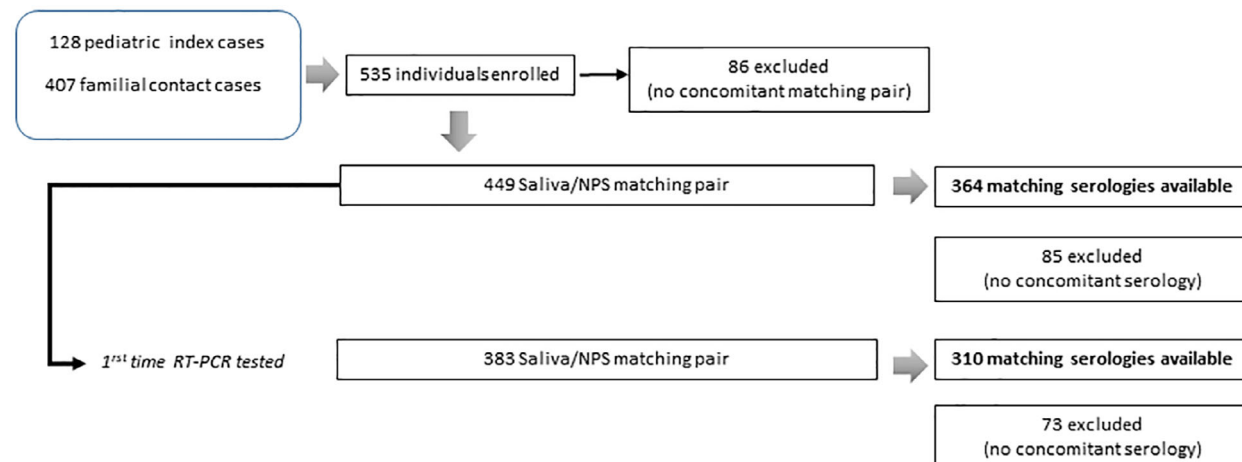 128 pediatric index cases
407 familial contact cases
535 individuals enrolled
86 excluded
(no concomitant matching pair)
449 Saliva/NPS matching pair
364 matching serologies available
85 excluded
(no concomitant serology)
1rst time RT-PCR tested
383 Saliva/NPS matching pair
310 matching serologies available
73 excluded
(no concomitant serology)